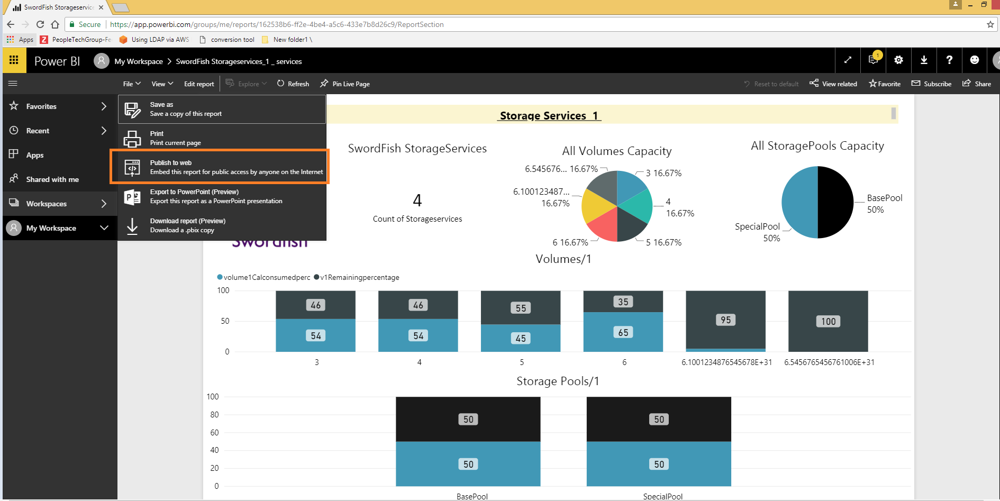 SwordFish Storageservice
Secure https://app.powerbi.com/groups/me/reports/162538b6-ff2e-4be4-a5c6-433e7b8d26c9/ReportSection
Apps Z PeopleTechGroup-Fe Using LDAP via AWS conversion tool New folder1 \
Power BI My Workspace > SwordFish Storageservices_1 _ services 1 ?
File View Edit report Explore Refresh Pin Live Page Reset to default View related Favorite Subscribe Share
Favorites
Recent
Apps
Shared with me
Workspaces
My Workspace
Save as
Save a copy of this report
Print
Print current page
Publish to web
Embed this report for public access by anyone on the Internet
P
Export to PowerPoint (Preview)
Export this report as a PowerPoint presentation
Download report (Preview)
Download a .pbix copy
Swordfish
Storage Services_1
SwordFish StorageServices
4
Count of Storageservices
All Volumes Capacity
6.545676... 16.67%
3 16.67%
6.100123487...
16.67%
4
16.67%
6 16.67%
5 16.67%
All StoragePools Capacity
BasePool
50%
SpecialPool
50%
Volumes/1
volume1Calconsumedperc v1Remainingpercentage
100
50
0
46 46 55 35 95 100
54 54 45 65
3 4 5 6 6.1001234876545678E+31 6.5456765456761006E+31
Storage Pools/1
100
80
60
40
20
0
50 50
50 50
BasePool SpecialPool